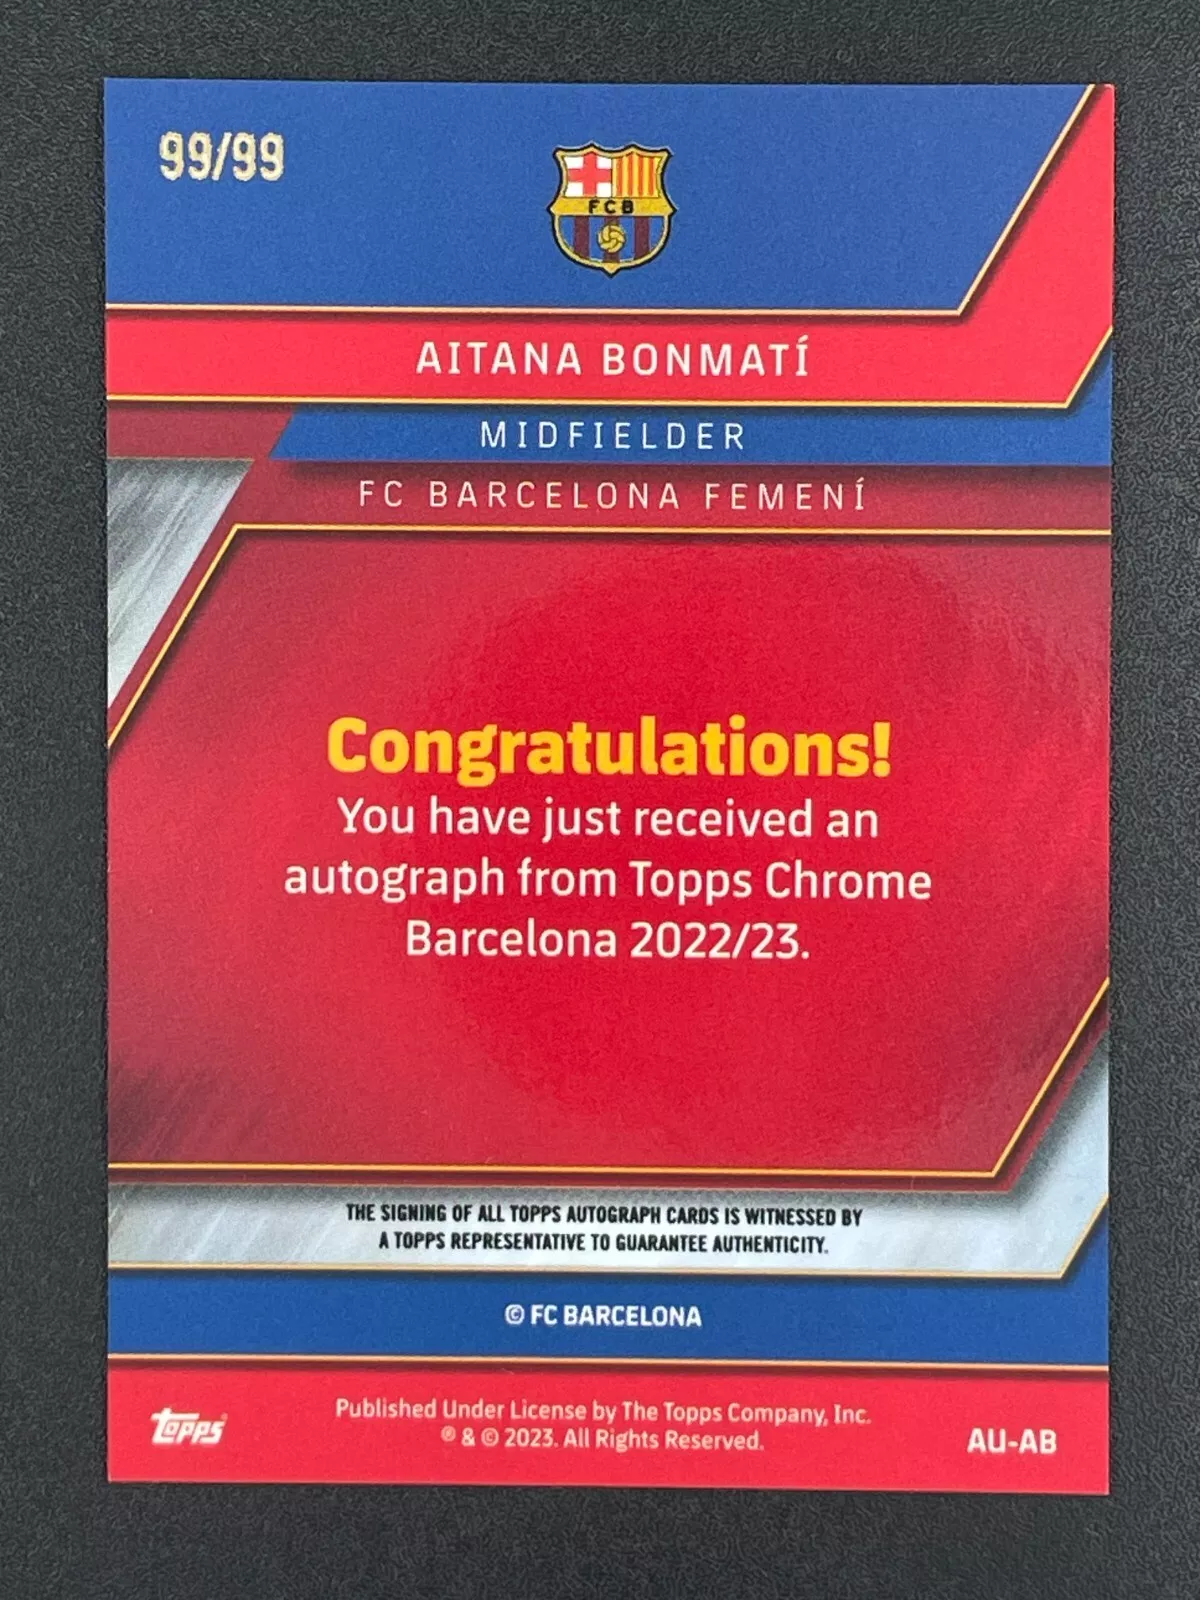 99/99
FCB
AITANA BONMATÍ
MIDFIELDER
FC BARCELONA FEMENÍ
Congratulations!
You have just received an
autograph from Topps Chrome
Barcelona 2022/23.
THE SIGNING OF ALL TOPPS AUTOGRAPH CARDS IS WITNESSED BY
A TOPPS REPRESENTATIVE TO GUARANTEE AUTHENTICITY.
© FC BARCELONA
Published Under License by The Topps Company, Inc.
® & © 2023. All Rights Reserved.
topps
AU-AB